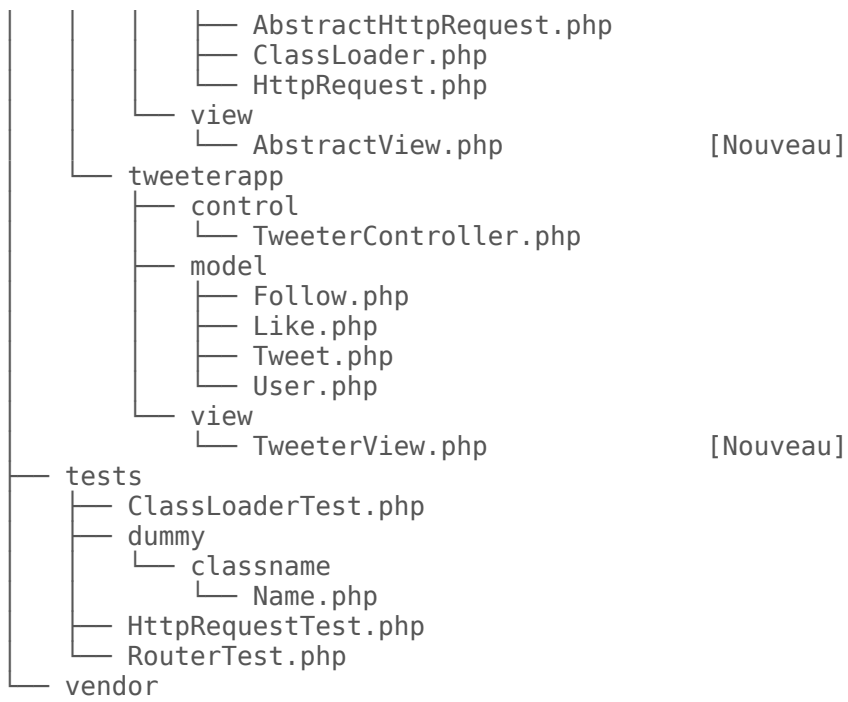 │   │   │   ├── AbstractHttpRequest.php
│   │   │   ├── ClassLoader.php
│   │   │   └── HttpRequest.php
│   │   └── view
│   │       └── AbstractView.php             [Nouveau]
│   └── tweeterapp
│       ├── control
│       │   └── TweeterController.php
│       ├── model
│       │   ├── Follow.php
│       │   ├── Like.php
│       │   ├── Tweet.php
│       │   └── User.php
│       └── view
│           └── TweeterView.php              [Nouveau]
├── tests
│   ├── ClassLoaderTest.php
│   ├── dummy
│   │   └── classname
│   │       └── Name.php
│   ├── HttpRequestTest.php
│   └── RouterTest.php
└── vendor